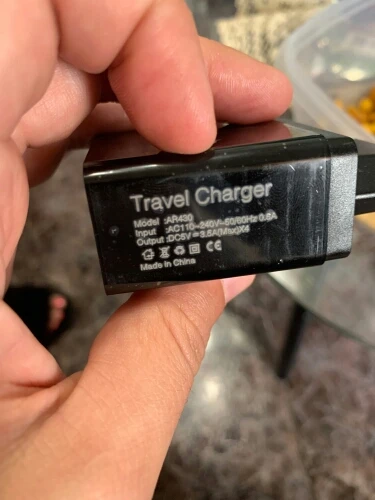 Travel Charger
Model :AR430
Input :AC110~240V~50/60Hz 0.6A
Output :DC5V⎓3.5A(Max)X4
CE
Made in China